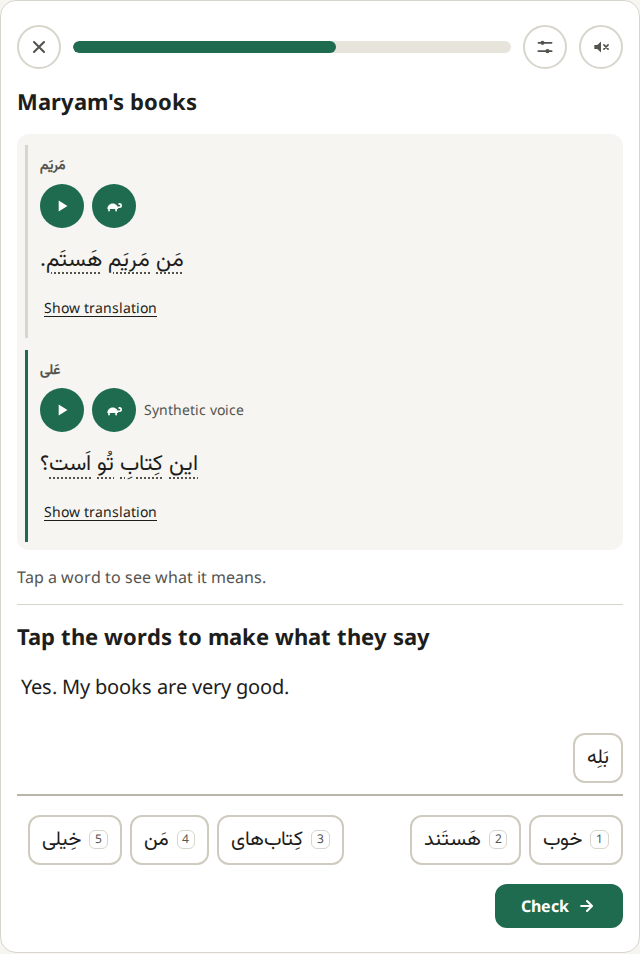 Maryam's books
مَریَم
مَن مَریَم هَستَم.
Show translation
عَلی
Synthetic voice
این کِتابِ تُو اَست؟
Show translation
Tap a word to see what it means.
Tap the words to make what they say
Yes. My books are very good.
بَلِه
خوب 1
هَستَند 2
کِتاب‌های 3
مَن 4
خِیلی 5
Check